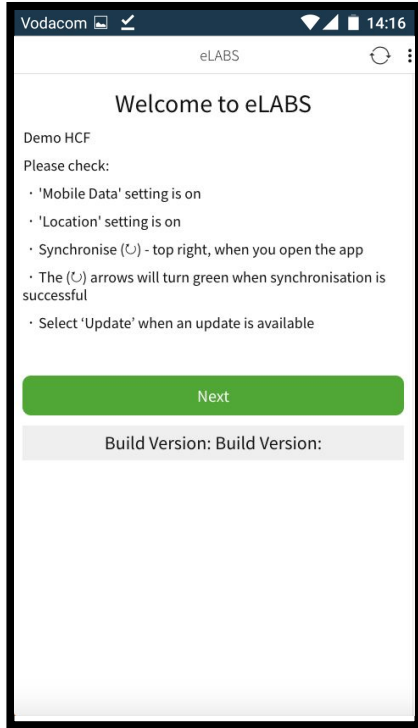 Vodacom 14:16
eLABS
Welcome to eLABS
Demo HCF
Please check:
· 'Mobile Data' setting is on
· 'Location' setting is on
· Synchronise (↻) - top right, when you open the app
· The (↻) arrows will turn green when synchronisation is
successful
· Select ‘Update’ when an update is available
Next
Build Version: Build Version: